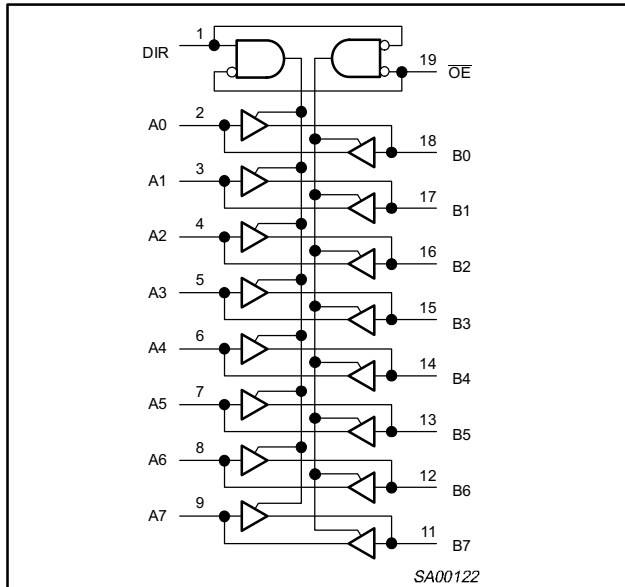 DIR 1
19 O̅E̅
A0 2
18 B0
A1 3
17 B1
A2 4
16 B2
A3 5
15 B3
A4 6
14 B4
A5 7
13 B5
A6 8
12 B6
A7 9
11 B7
SA00122